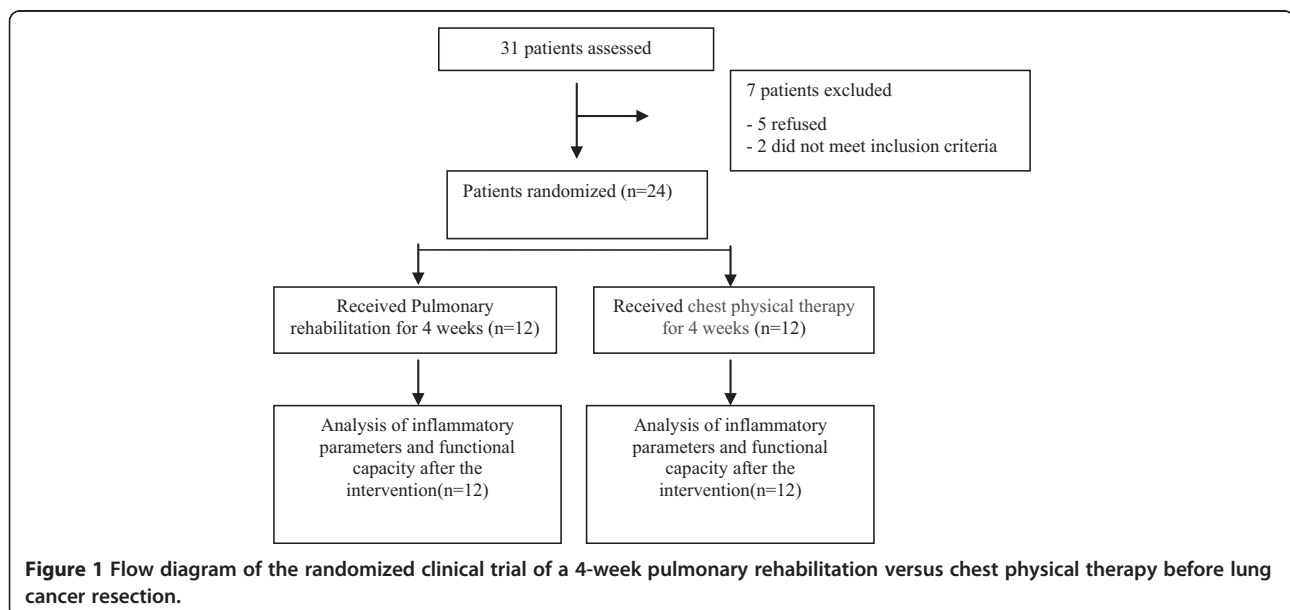 31 patients assessed
7 patients excluded
- 5 refused
- 2 did not meet inclusion criteria
Patients randomized (n=24)
Received Pulmonary
rehabilitation for 4 weeks (n=12)
Received chest physical therapy
for 4 weeks (n=12)
Analysis of inflammatory
parameters and functional
capacity after the
intervention(n=12)
Analysis of inflammatory
parameters and functional
capacity after the
intervention(n=12)
Figure 1 Flow diagram of the randomized clinical trial of a 4-week pulmonary rehabilitation versus chest physical therapy before lung
cancer resection.